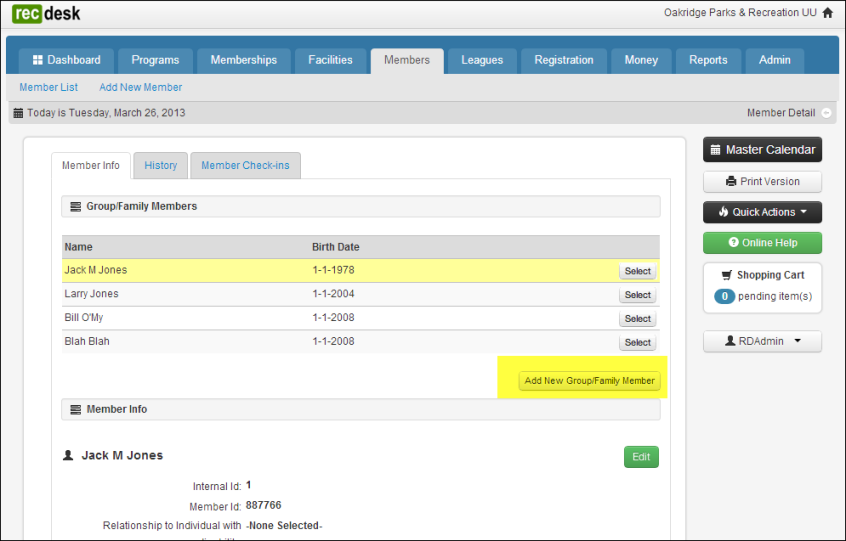 recdesk
Oakridge Parks & Recreation UU
Dashboard Programs Memberships Facilities Members Leagues Registration Money Reports Admin
Member List Add New Member
Today is Tuesday, March 26, 2013 Member Detail
Master Calendar
Print Version
Quick Actions
Online Help
Shopping Cart
0 pending item(s)
RDAdmin
Member Info History Member Check-ins
Group/Family Members
Name Birth Date
Jack M Jones 1-1-1978 Select
Larry Jones 1-1-2004 Select
Bill O'My 1-1-2008 Select
Blah Blah 1-1-2008 Select
Add New Group/Family Member
Member Info
Jack M Jones Edit
Internal Id: 1
Member Id: 887766
Relationship to Individual with -None Selected-